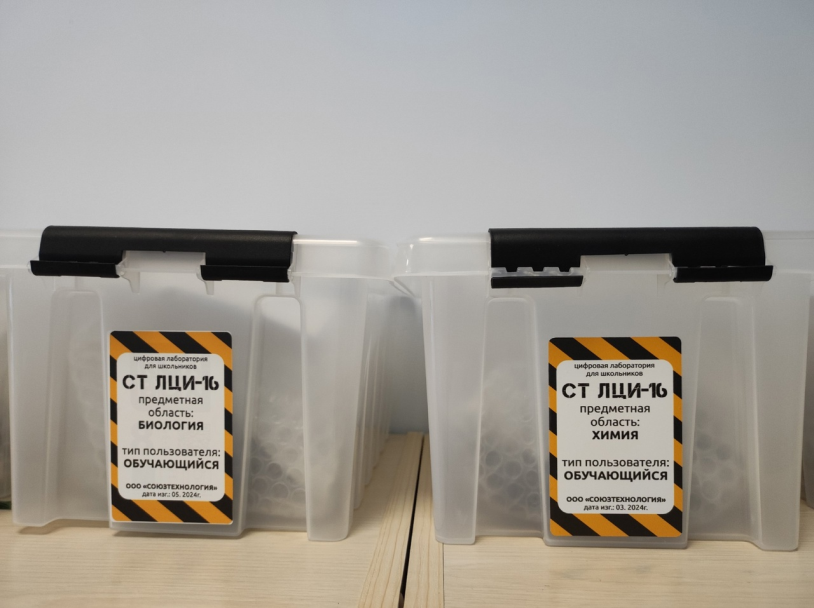 цифровая лаборатория
для школьников
СТ ЛЦИ-16
предметная
область:
БИОЛОГИЯ
тип пользователя:
ОБУЧАЮЩИЙСЯ
ООО «СОЮЗТЕХНОЛОГИЯ»
дата изг.: 05. 2024г.
цифровая лаборатория
для школьников
СТ ЛЦИ-16
предметная
область:
ХИМИЯ
тип пользователя:
ОБУЧАЮЩИЙСЯ
ООО «СОЮЗТЕХНОЛОГИЯ»
дата изг.: 03. 2024г.